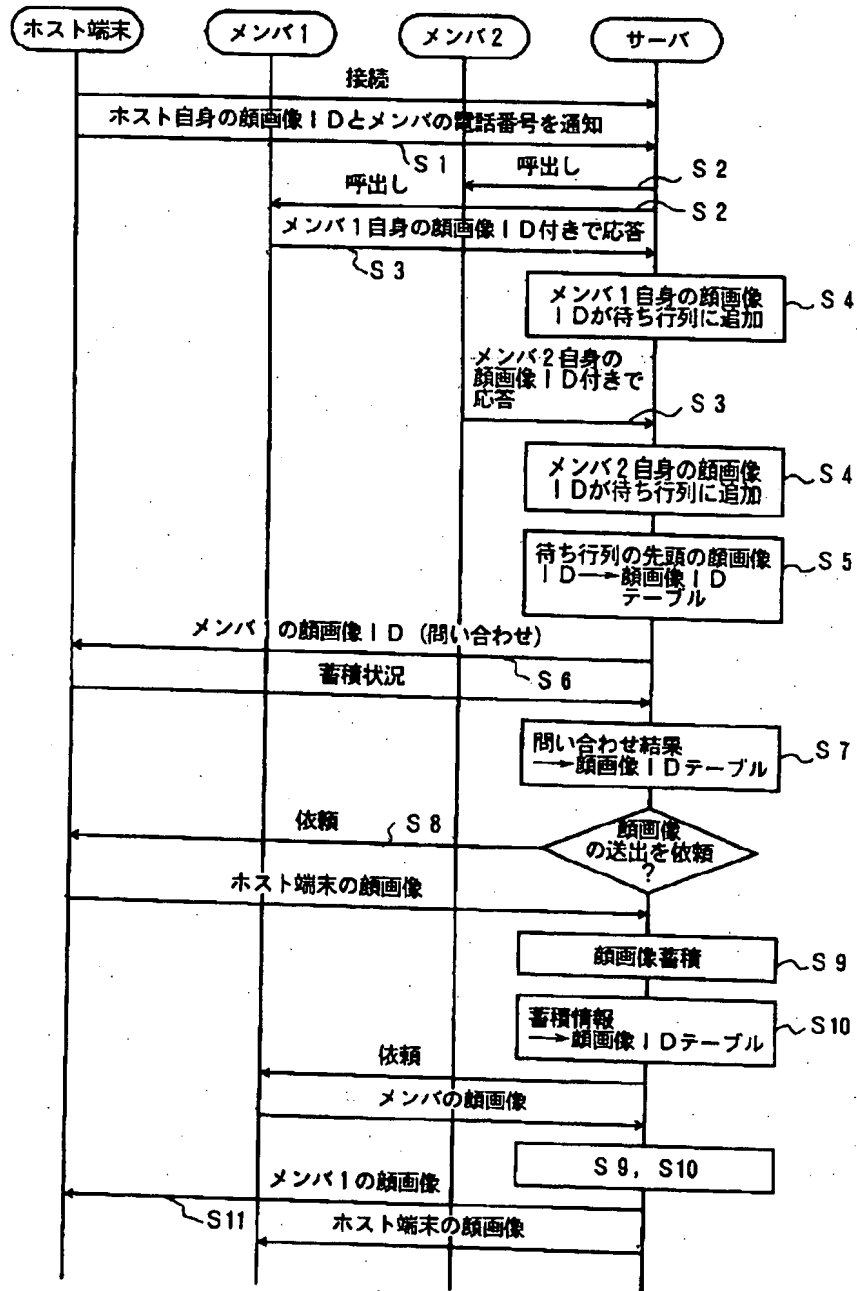 ホスト端末
メンバ1
メンバ2
サーバ
接続
ホスト自身の顔画像IDとメンバの電話番号を通知
S1
呼出し
S2
呼出し
S2
メンバ1自身の顔画像ID付きで応答
S3
メンバ1自身の顔画像
IDが待ち行列に追加
S4
メンバ2自身の
顔画像ID付きで
応答
S3
メンバ2自身の顔画像
IDが待ち行列に追加
S4
待ち行列の先頭の顔画像
ID→顔画像ID
テーブル
S5
メンバ1の顔画像ID(問い合わせ)
S6
蓄積状況
問い合わせ結果
→顔画像IDテーブル
S7
依頼
S8
顔画像
の送出を依頼
?
ホスト端末の顔画像
顔画像蓄積
S9
蓄積情報
→顔画像IDテーブル
S10
依頼
メンバの顔画像
S9, S10
メンバ1の顔画像
S11
ホスト端末の顔画像